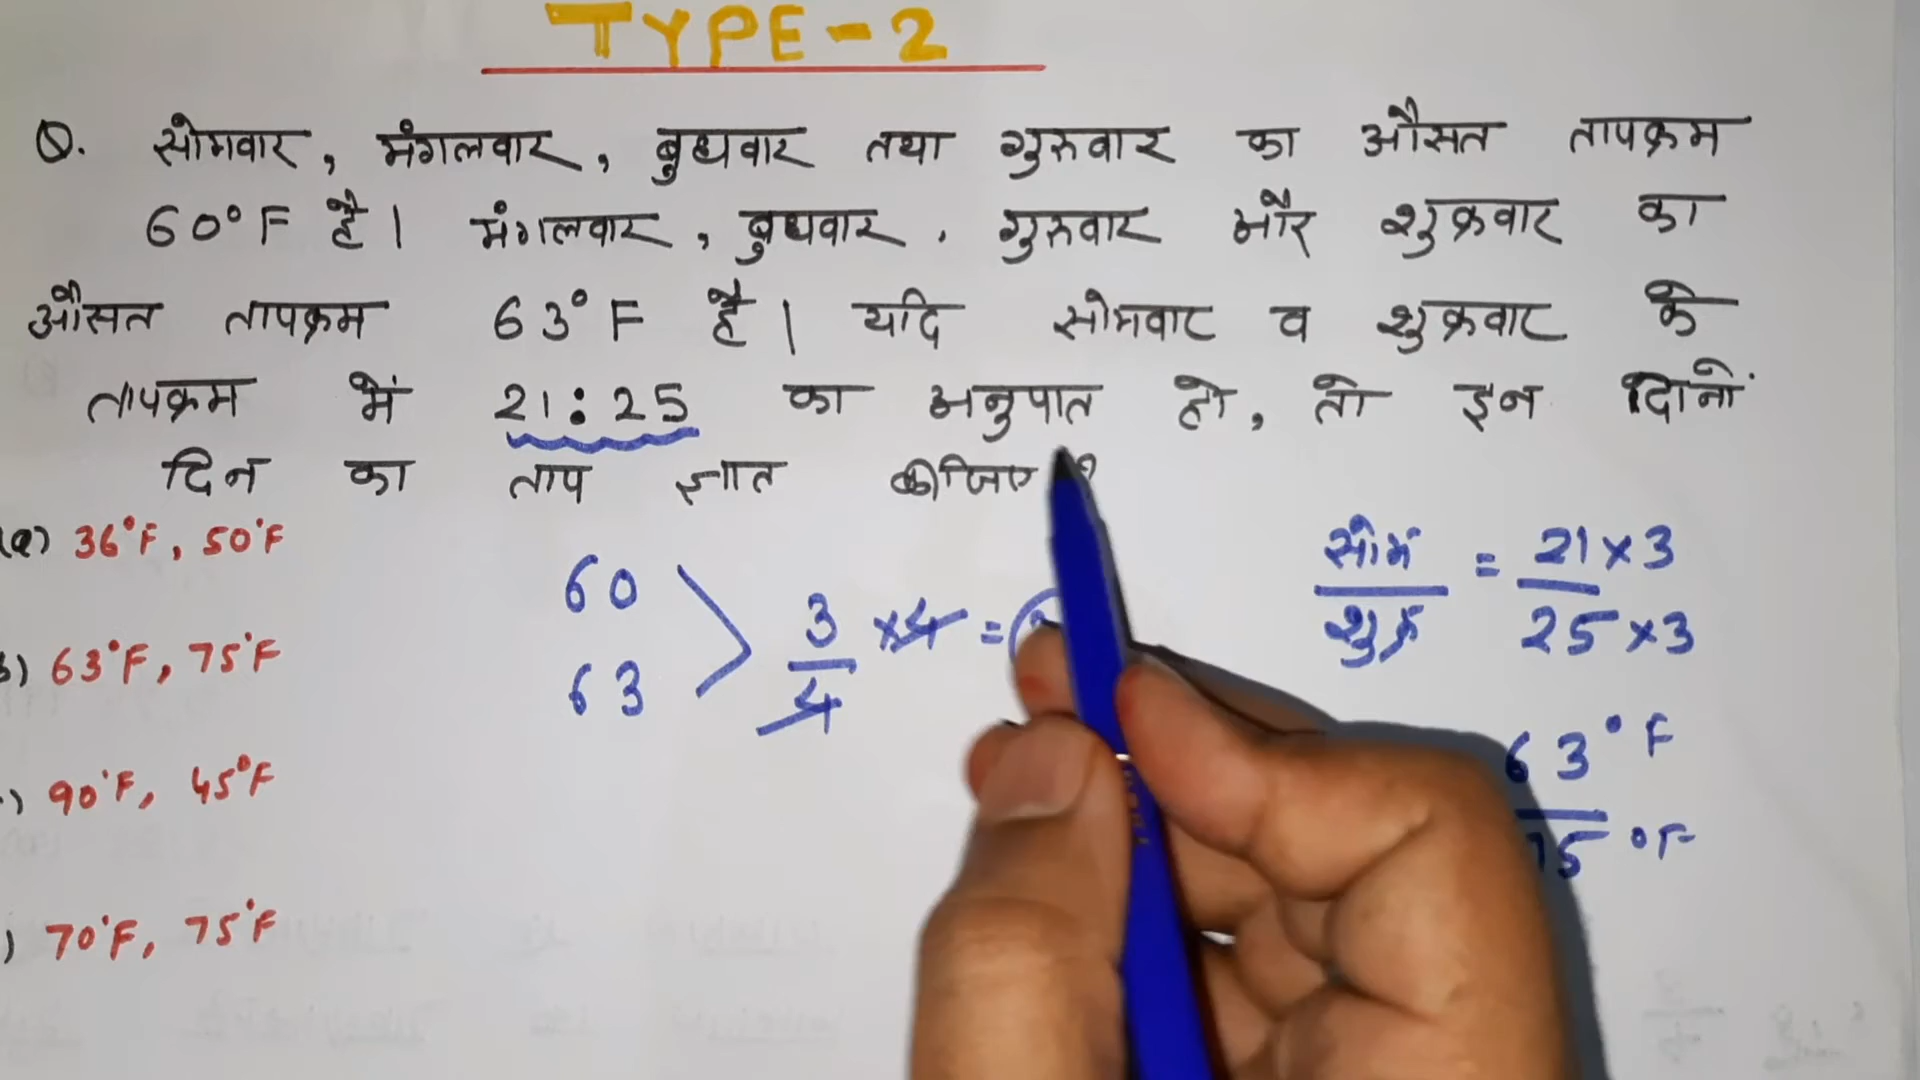 TYPE-2
Q. सोमवार, मंगलवार, बुधवार तथा गुरुवार का औसत तापक्रम
60°F है। मंगलवार, बुधवार, गुरुवार और शुक्रवार का
औसत तापक्रम 63°F है। यदि सोमवार व शुक्रवार के
तापक्रम में 21:25 का अनुपात हो, तो इन दोनों
दिन का ताप ज्ञात कीजिए
(a) 36°F, 50°F
) 63°F, 75°F
) 90°F, 45°F
) 70°F, 75°F
60
63
3/4 ×4 =
सोम/शुक्र = 21×3/25×3
63°F
5°F